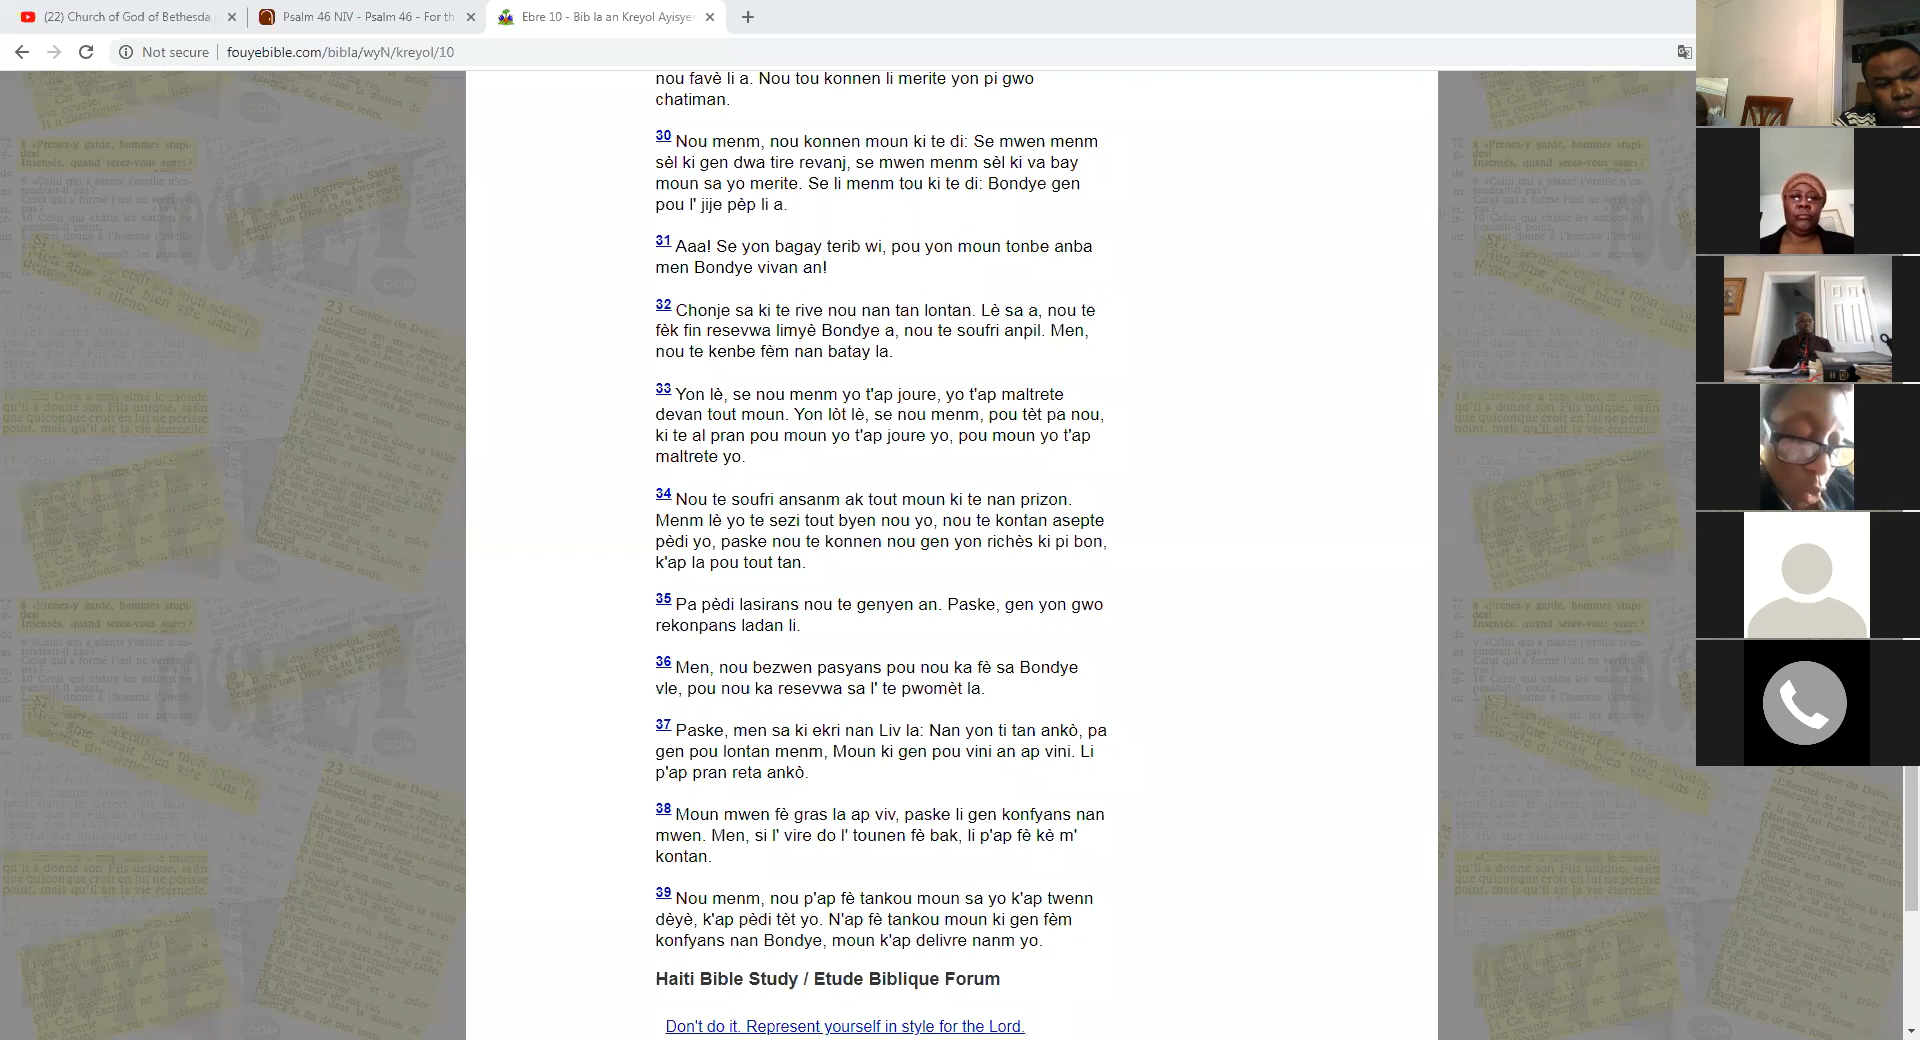 (22) Church of God of Bethesda
Psalm 46 NIV - Psalm 46 - For th
Ebre 10 - Bib la an Kreyol Ayisye
Not secure
fouyebible.com/bibla/wyN/kreyol/10
nou favè li a. Nou tou konnen li merite yon pi gwo
chatiman.
30 Nou menm, nou konnen moun ki te di: Se mwen menm
sèl ki gen dwa tire revanj, se mwen menm sèl ki va bay
moun sa yo merite. Se li menm tou ki te di: Bondye gen
pou l' jije pèp li a.
31 Aaa! Se yon bagay terib wi, pou yon moun tonbe anba
men Bondye vivan an!
32 Chonje sa ki te rive nou nan tan lontan. Lè sa a, nou te
fèk fin resevwa limyè Bondye a, nou te soufri anpil. Men,
nou te kenbe fèm nan batay la.
33 Yon lè, se nou menm yo t'ap joure, yo t'ap maltrete
devan tout moun. Yon lòt lè, se nou menm, pou tèt pa nou,
ki te al pran pou moun yo t'ap joure yo, pou moun yo t'ap
maltrete yo.
34 Nou te soufri ansanm ak tout moun ki te nan prizon.
Menm lè yo te sezi tout byen nou yo, nou te kontan asepte
pèdi yo, paske nou te konnen nou gen yon richès ki pi bon,
k'ap la pou tout tan.
35 Pa pèdi lasirans nou te genyen an. Paske, gen yon gwo
rekonpans ladan li.
36 Men, nou bezwen pasyans pou nou ka fè sa Bondye
vle, pou nou ka resevwa sa l' te pwomèt la.
37 Paske, men sa ki ekri nan Liv la: Nan yon ti tan ankò, pa
gen pou lontan menm, Moun ki gen pou vini an ap vini. Li
p'ap pran reta ankò.
38 Moun mwen fè gras la ap viv, paske li gen konfyans nan
mwen. Men, si l' vire do l' tounen fè bak, li p'ap fè kè m'
kontan.
39 Nou menm, nou p'ap fè tankou moun sa yo k'ap twenn
dèyè, k'ap pèdi tèt yo. N'ap fè tankou moun ki gen fèm
konfyans nan Bondye, moun k'ap delivre nanm yo.
Haiti Bible Study / Etude Biblique Forum
Don't do it. Represent yourself in style for the Lord.